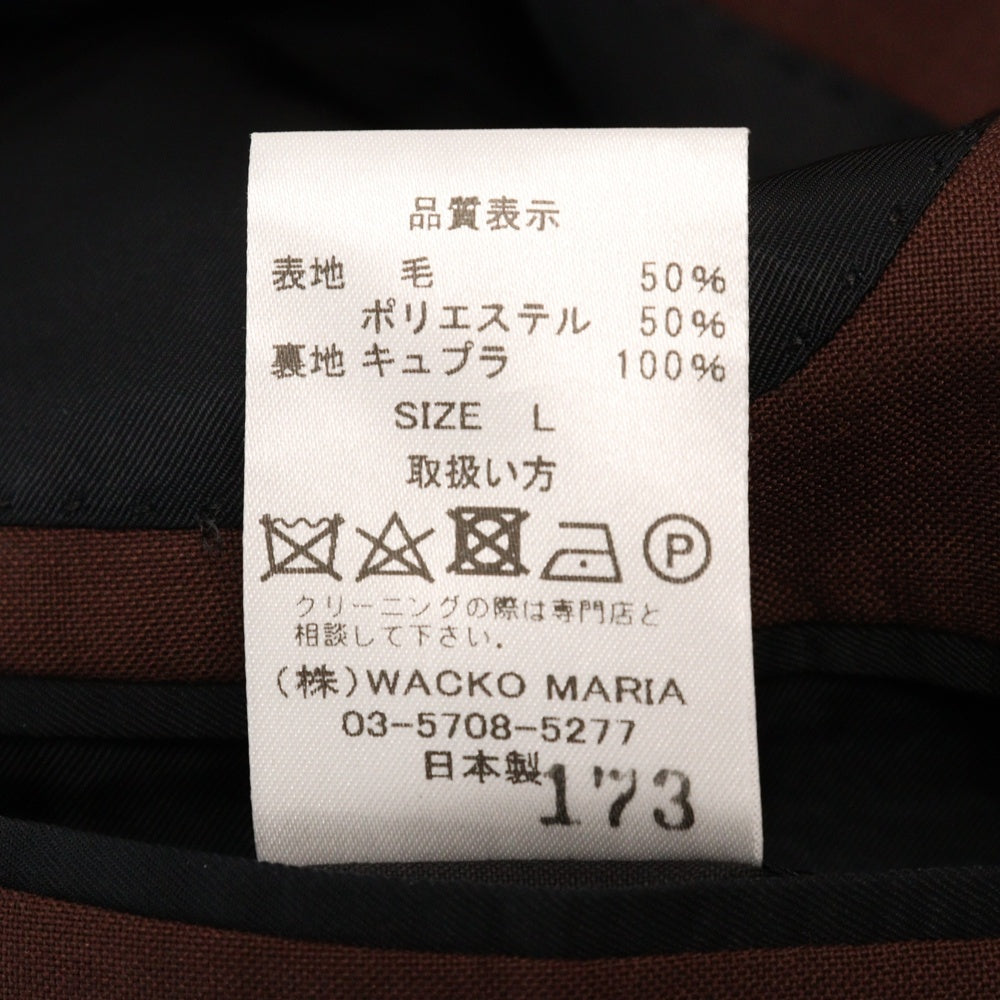 品質表示
表地 毛 50%
ポリエステル 50%
裏地 キュプラ 100%
SIZE L
取扱い方
P
クリーニングの際は専門店と
相談して下さい.
(株)WACKO MARIA
03-5708-5277
日本製
173